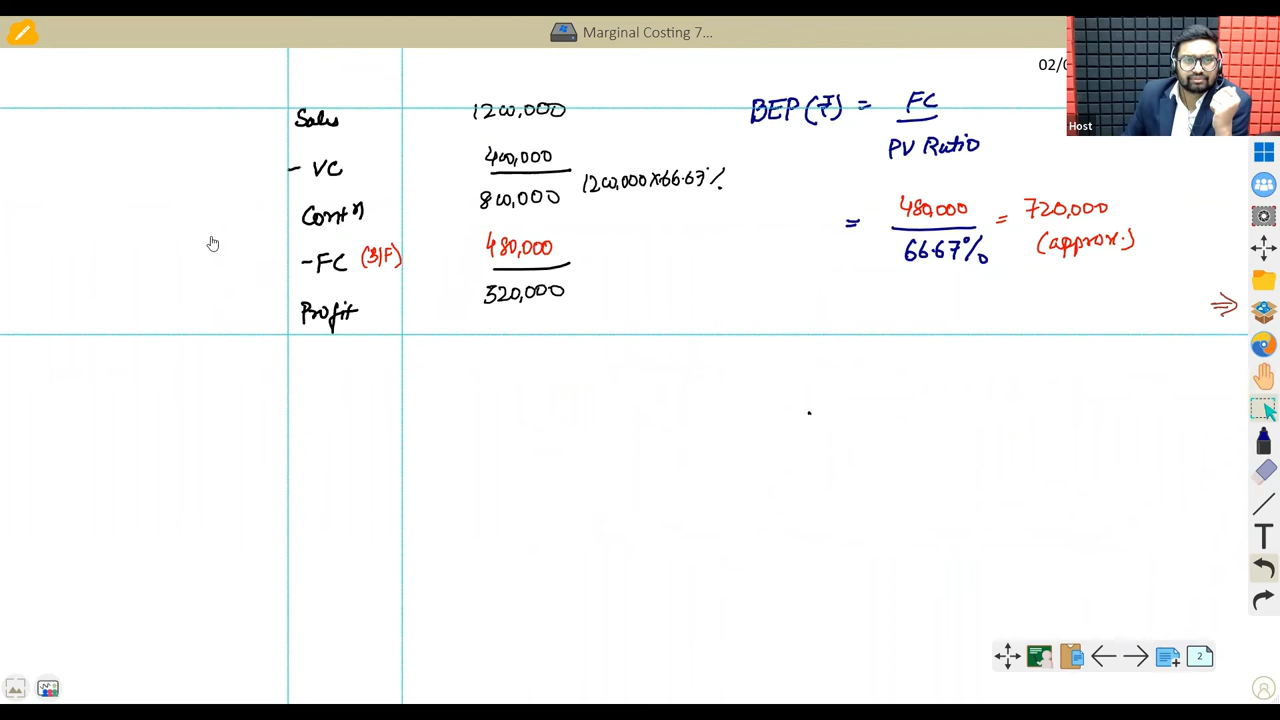 Marginal Costing 7...
02/0
Host
Sales 1200,000
- VC 400,000
Contn 800,000 1200,000 x 66.67%
- FC (B/F) 480,000
Profit 320,000
BEP (₹) = FC
PV Ratio
= 480,000 = 720,000
66.67% (approx.)
⇒
T
2